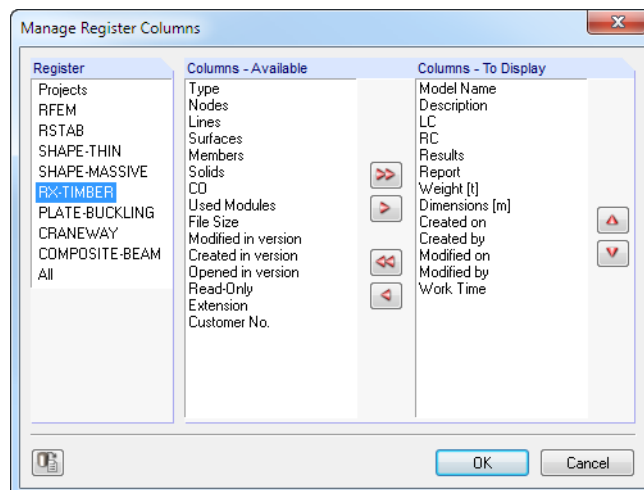 Manage Register Columns
Register
Projects
RFEM
RSTAB
SHAPE-THIN
SHAPE-MASSIVE
RX-TIMBER
PLATE-BUCKLING
CRANEWAY
COMPOSITE-BEAM
All
Columns - Available
Type
Nodes
Lines
Surfaces
Members
Solids
CO
Used Modules
File Size
Modified in version
Created in version
Opened in version
Read-Only
Extension
Customer No.
Columns - To Display
Model Name
Description
LC
RC
Results
Report
Weight [t]
Dimensions [m]
Created on
Created by
Modified on
Modified by
Work Time
OK
Cancel